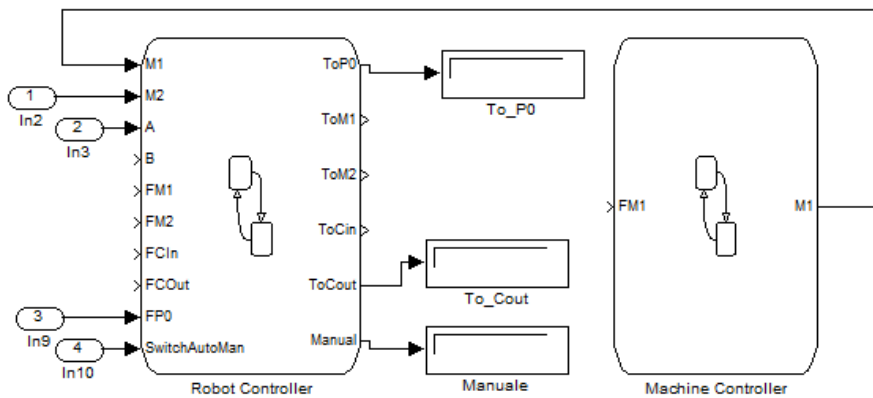 M1
ToP0
To_P0
1
In2
M2
2
In3
A
ToM1
B
FM1
ToM2
FM2
FM1
M1
FCIn
ToCin
FCOut
ToCout
To_Cout
3
In9
FP0
4
In10
SwitchAutoMan
Manual
Manuale
Robot Controller
Machine Controller